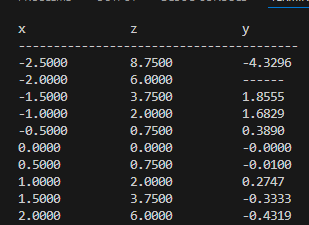 x z y
----------------------------------------
-2.5000 8.7500 -4.3296
-2.0000 6.0000 ------
-1.5000 3.7500 1.8555
-1.0000 2.0000 1.6829
-0.5000 0.7500 0.3890
0.0000 0.0000 -0.0000
0.5000 0.7500 -0.0100
1.0000 2.0000 0.2747
1.5000 3.7500 -0.3333
2.0000 6.0000 -0.4319